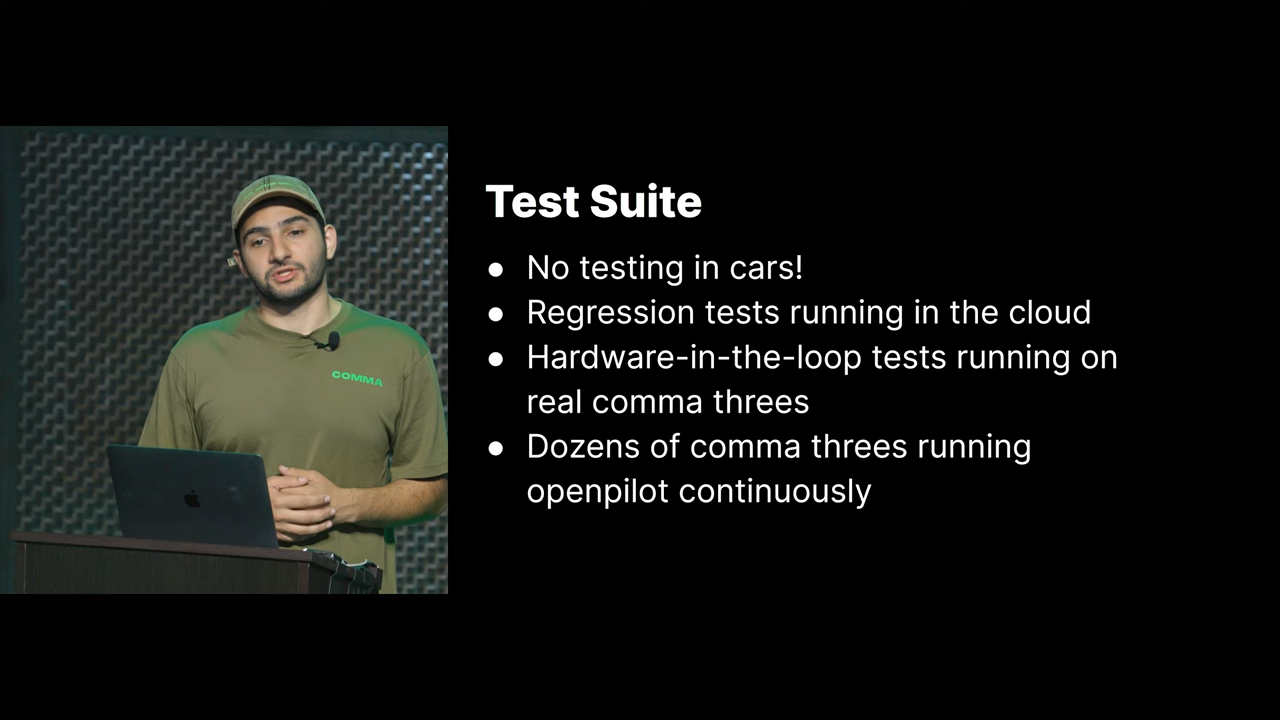 COMMA
Test Suite
● No testing in cars!
● Regression tests running in the cloud
● Hardware-in-the-loop tests running on
real comma threes
● Dozens of comma threes running
openpilot continuously